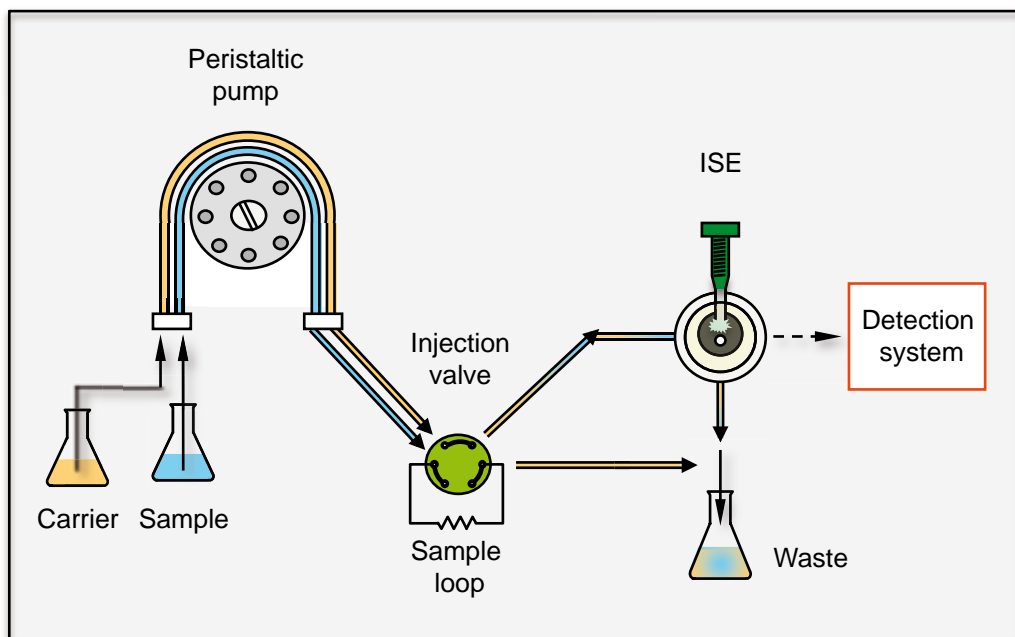 Peristaltic
pump
ISE
Injection
valve
Detection
system
Carrier
Sample
Sample
loop
Waste